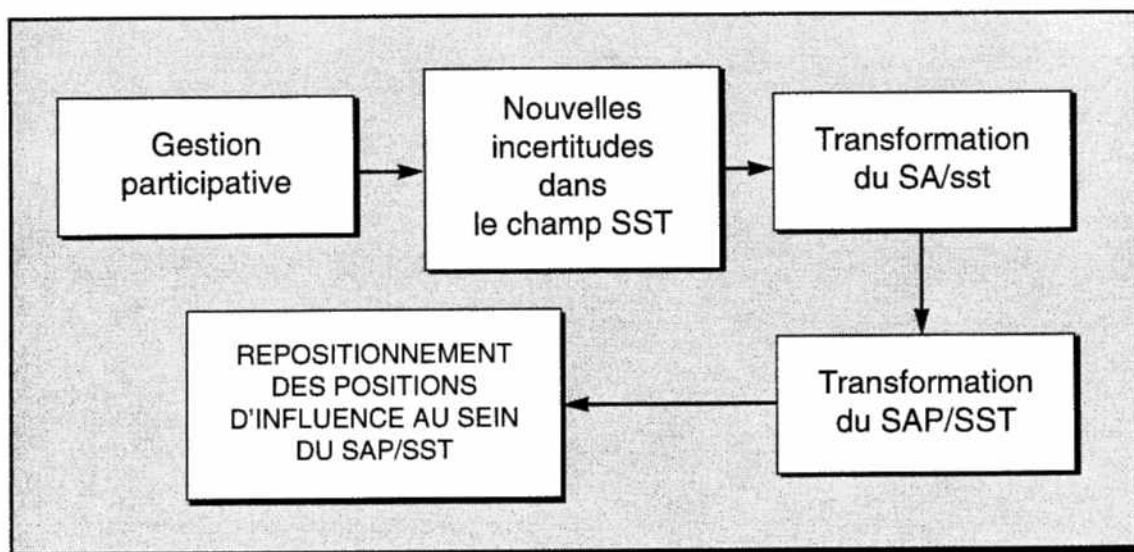 Gestion
participative
Nouvelles
incertitudes
dans
le champ SST
Transformation
du SA/sst
Transformation
du SAP/SST
REPOSITIONNEMENT
DES POSITIONS
D'INFLUENCE AU SEIN
DU SAP/SST